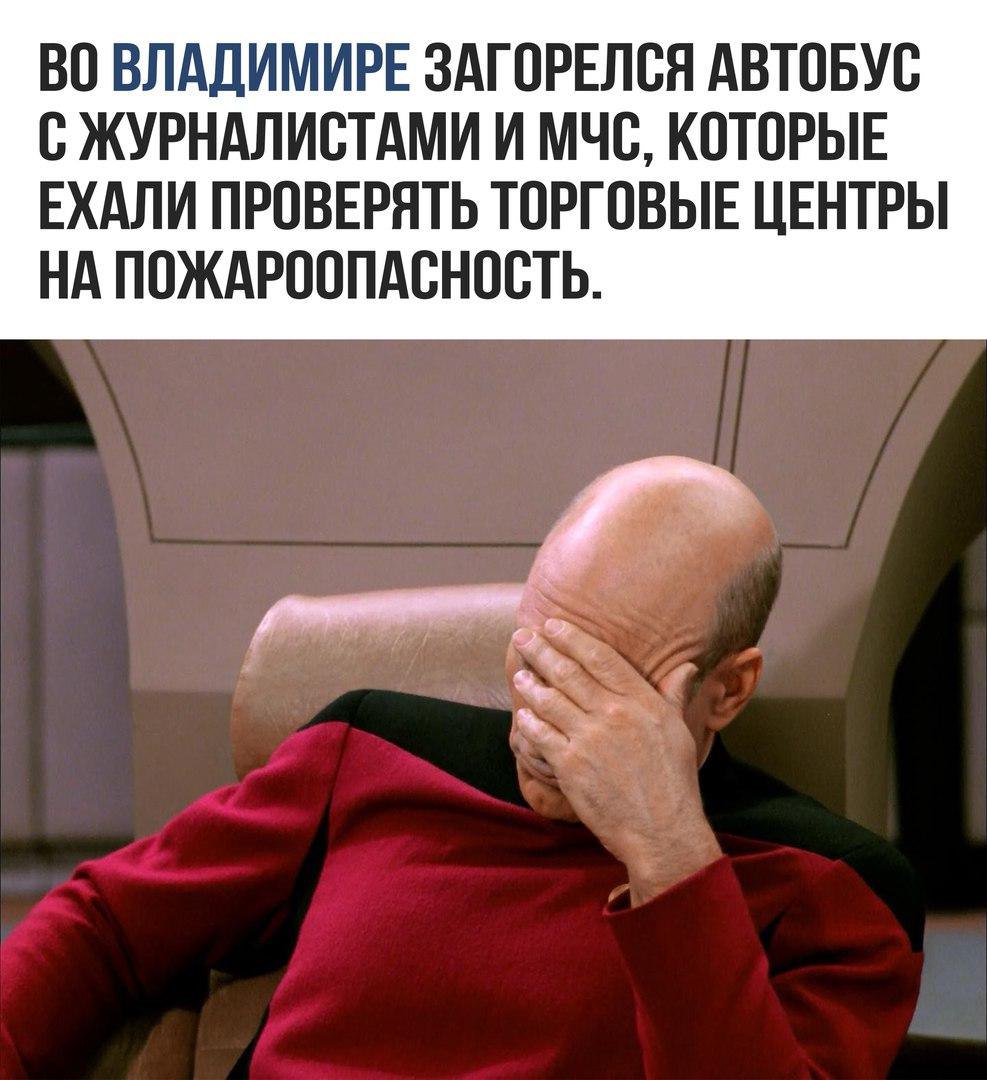 ВО ВЛАДИМИРЕ ЗАГОРЕЛСЯ АВТОБУС
С ЖУРНАЛИСТАМИ И МЧС, КОТОРЫЕ
ЕХАЛИ ПРОВЕРЯТЬ ТОРГОВЫЕ ЦЕНТРЫ
НА ПОЖАРООПАСНОСТЬ.